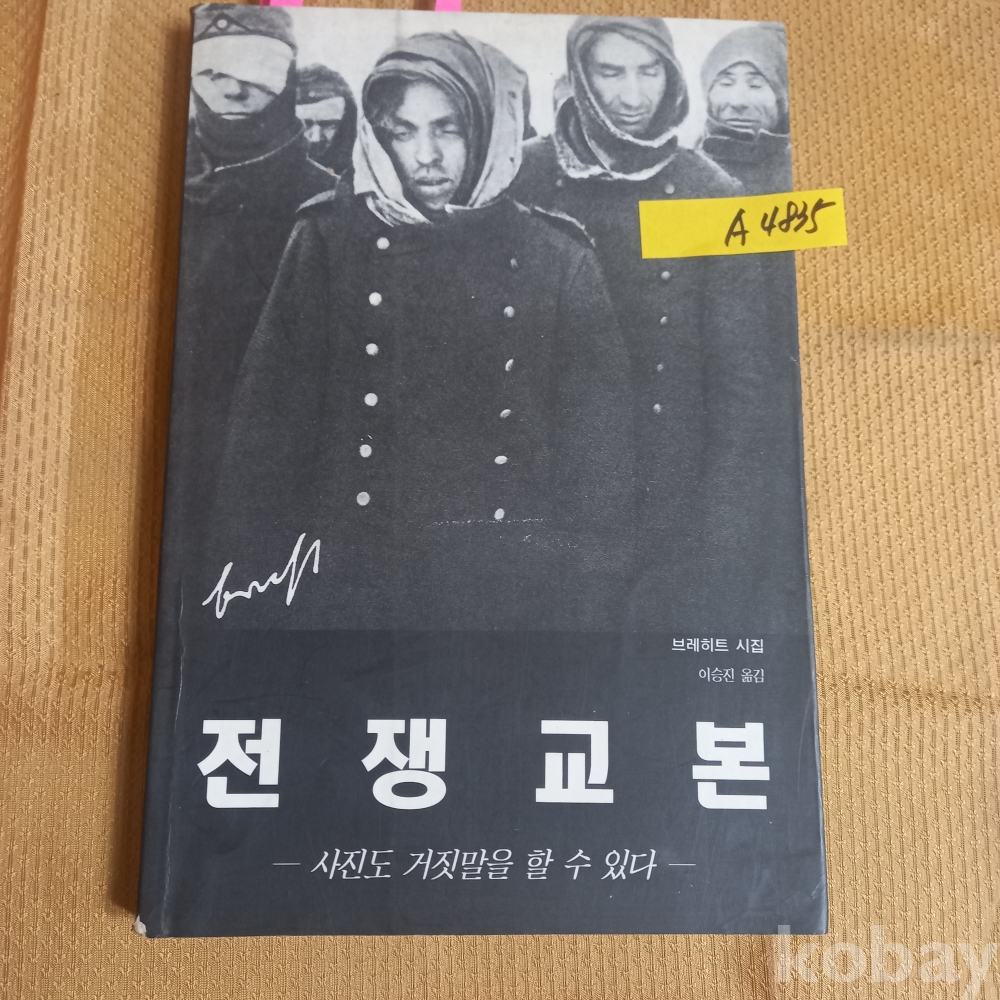 A 4835
brecht
브레히트 시집
이승진 옮김
전쟁교본
— 사진도 거짓말을 할 수 있다 —
kobay